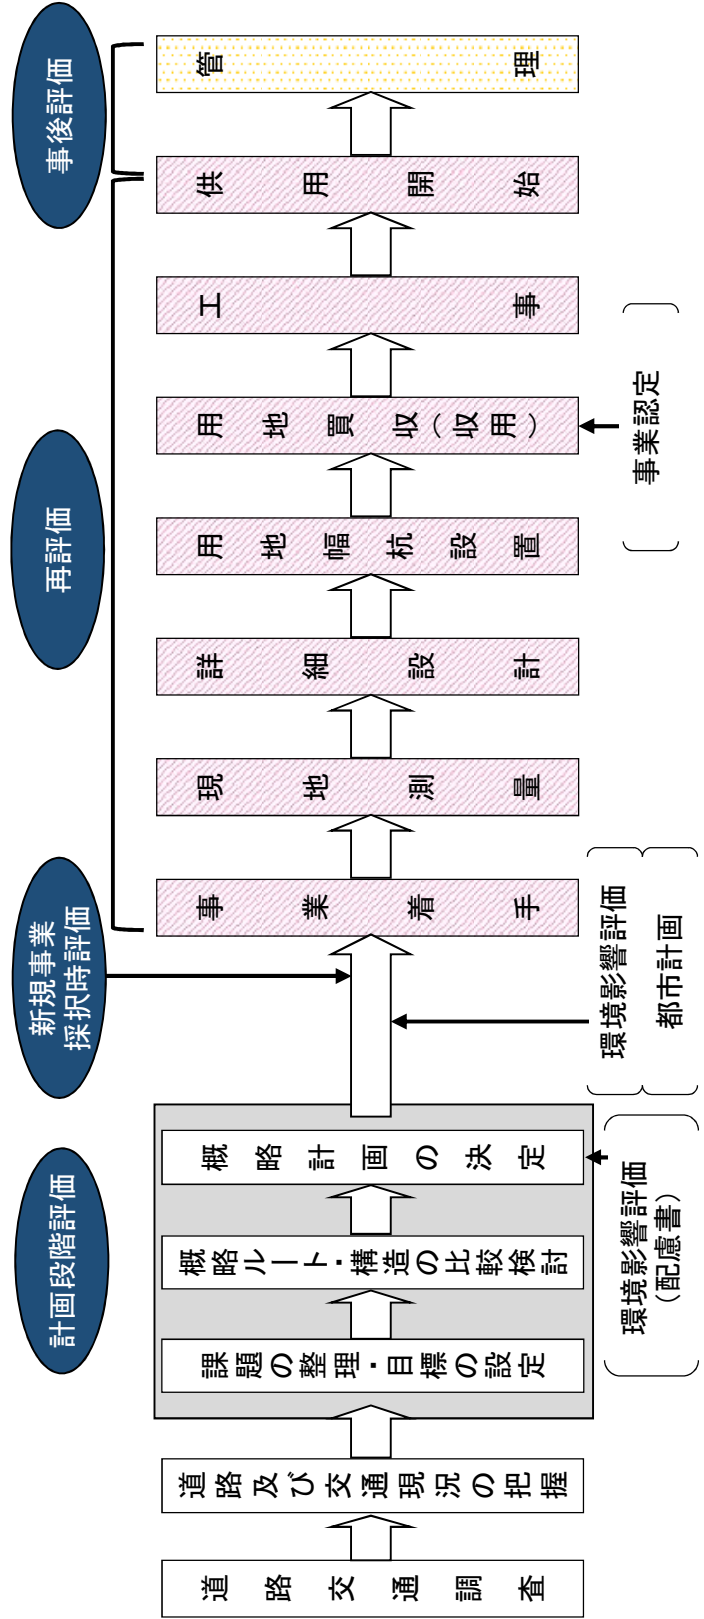 計画段階評価
新規事業
採択時評価
再評価
事後評価
道路交通調査
道路及び交通現況の把握
課題の整理・目標の設定
概略ルート・構造の比較検討
概略計画の決定
事業着手
現地測量
詳細設計
用地幅杭設置
用地買収(収用)
工事
供用開始
管理
環境影響評価
(配慮書)
環境影響評価
都市計画
事業認定